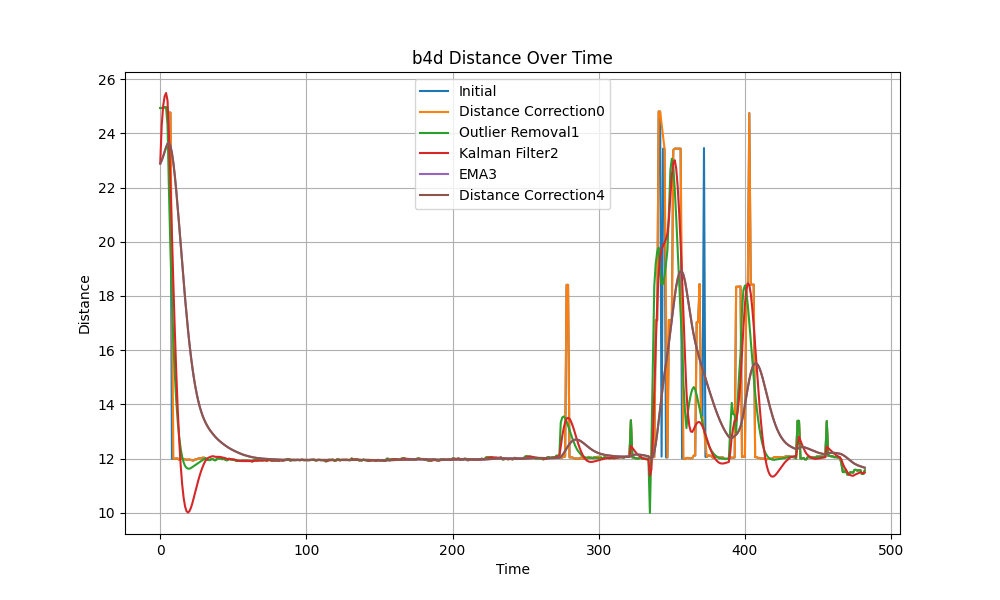 b4d Distance Over Time
26
24
22
20
18
16
14
12
10
Distance
Initial
Distance Correction0
Outlier Removal1
Kalman Filter2
EMA3
Distance Correction4
0
100
200
300
400
500
Time